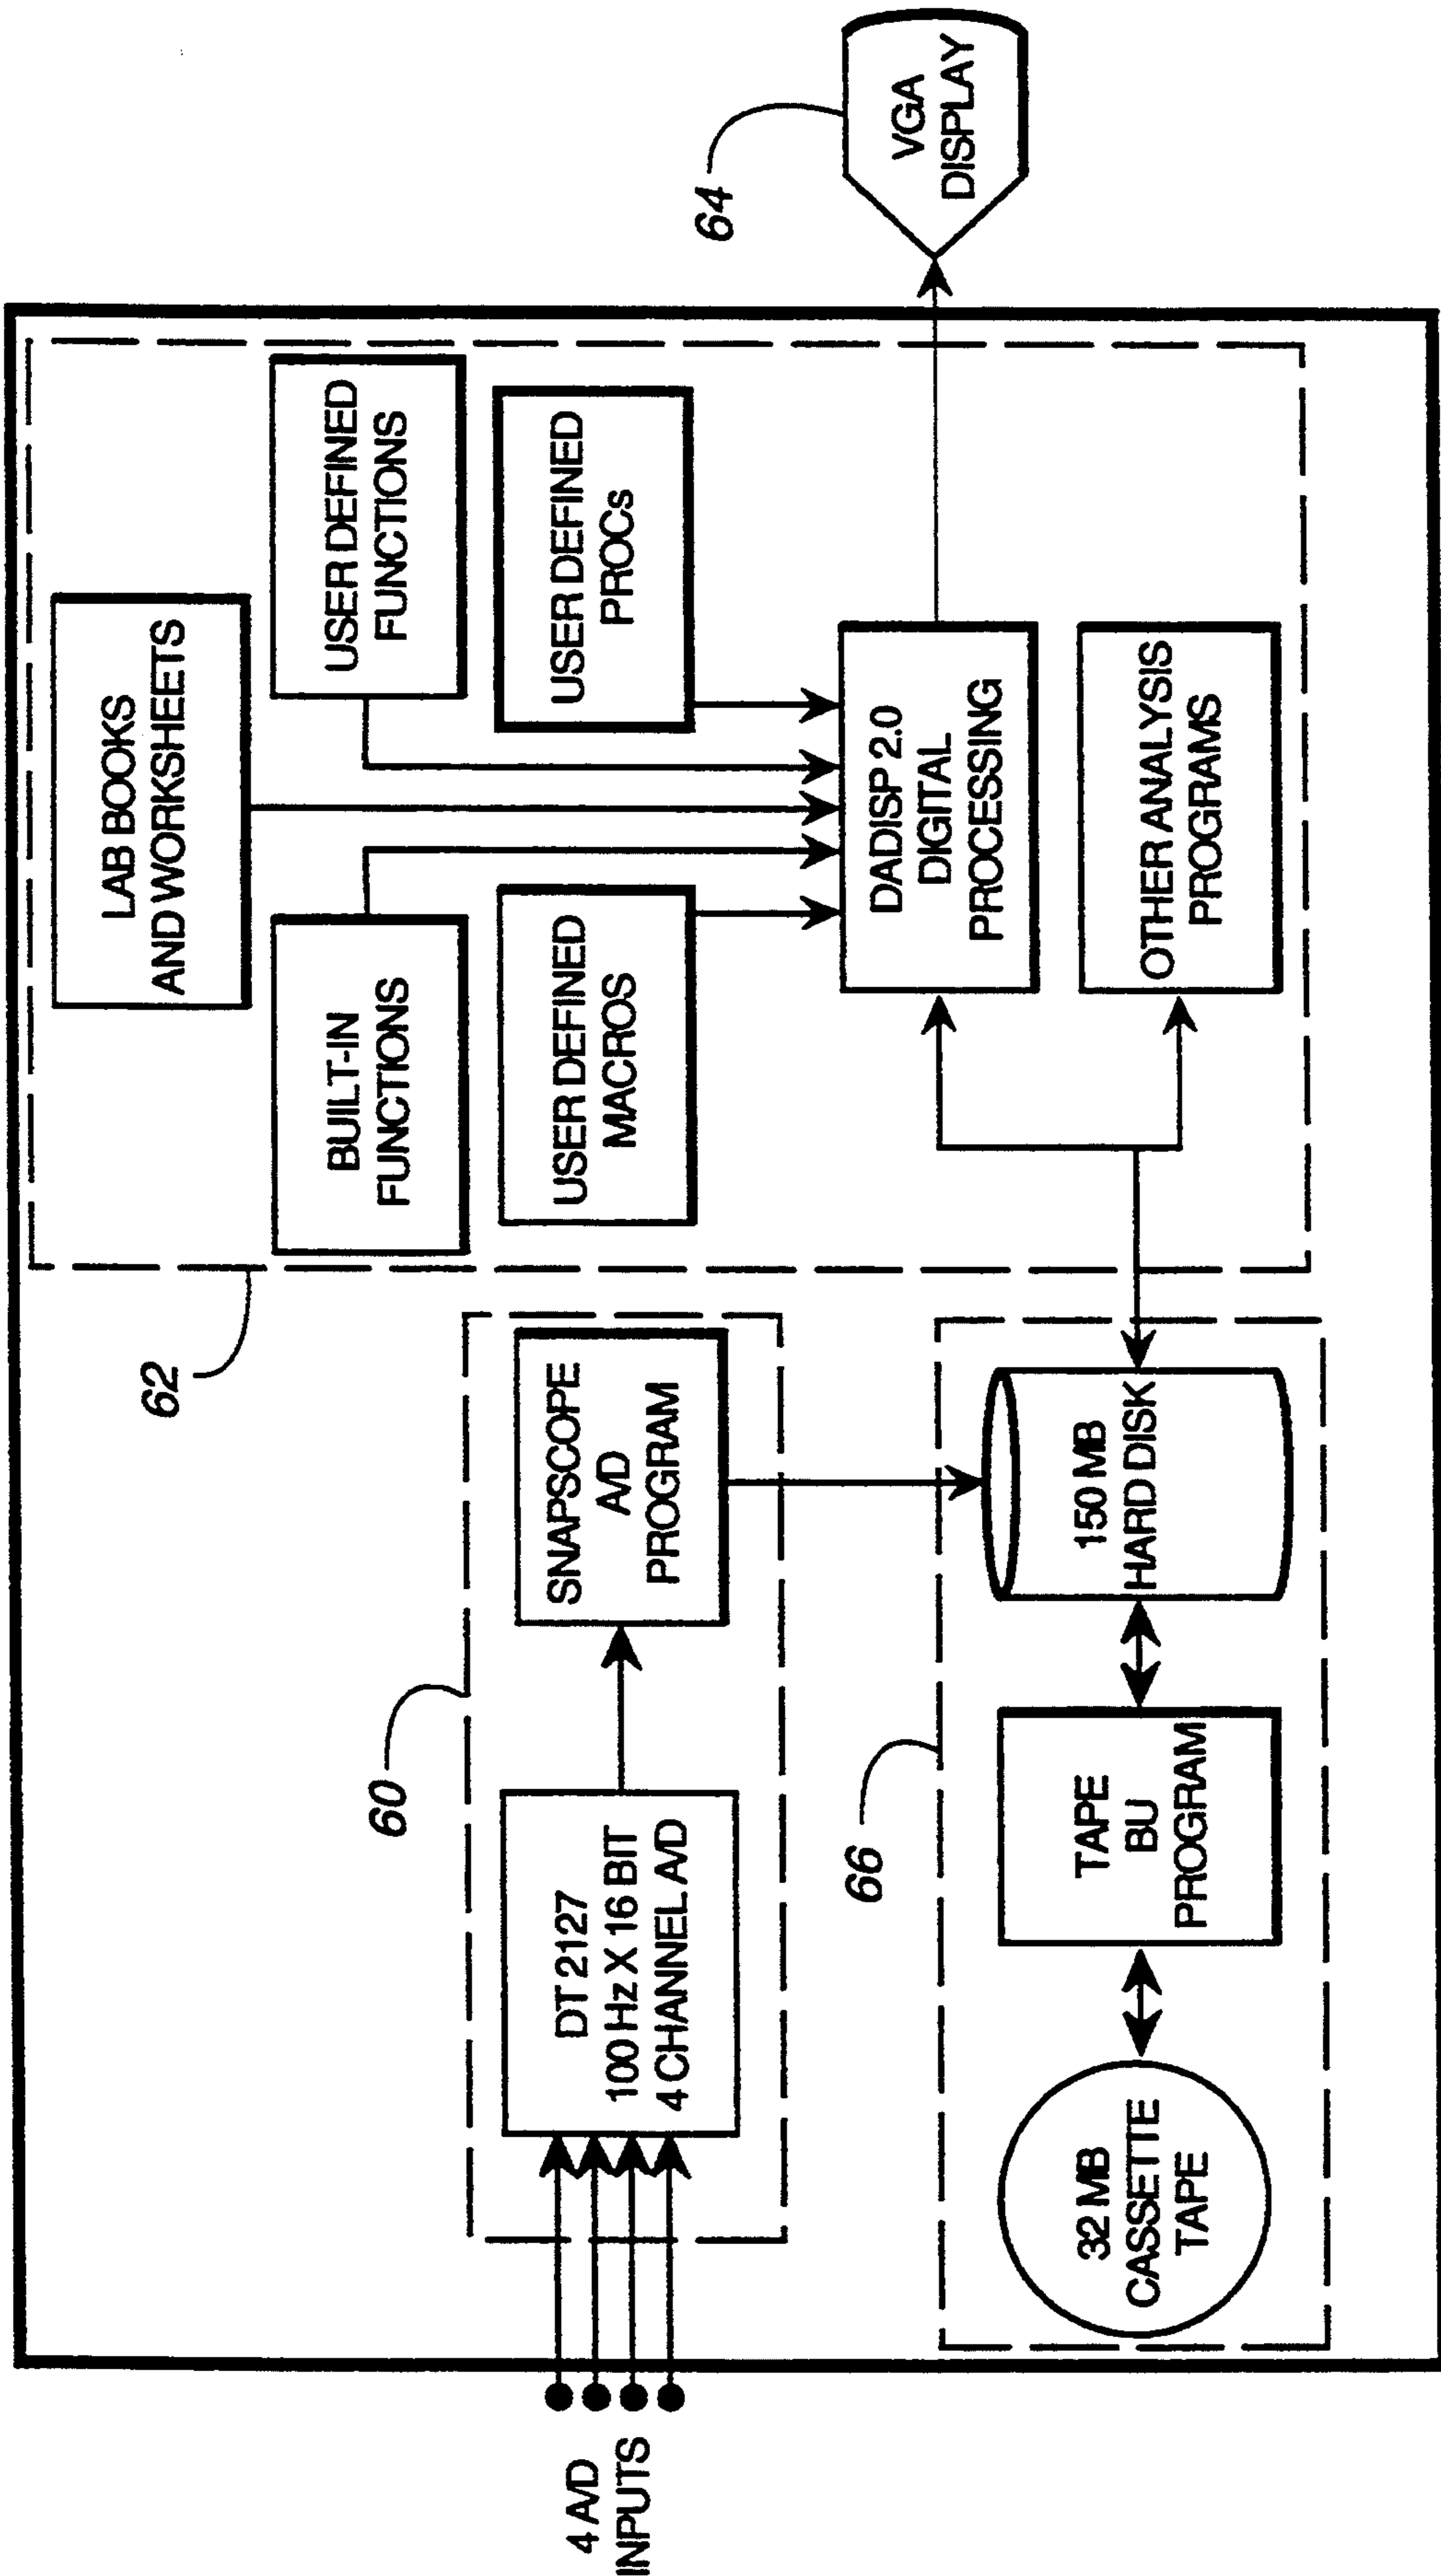 LAB BOOKS
AND WORKSHEETS
BUILT-IN
FUNCTIONS
USER DEFINED
FUNCTIONS
USER DEFINED
MACROS
USER DEFINED
PROCs
62
60
DT 2127
100 Hz X 16 BIT
4 CHANNEL A/D
SNAPSCOPE
A/D
PROGRAM
4 A/D
INPUTS
DADISP 2.0
DIGITAL
PROCESSING
64
VGA
DISPLAY
OTHER ANALYSIS
PROGRAMS
66
32 MB
CASSETTE
TAPE
TAPE
BU
PROGRAM
150 MB
HARD DISK